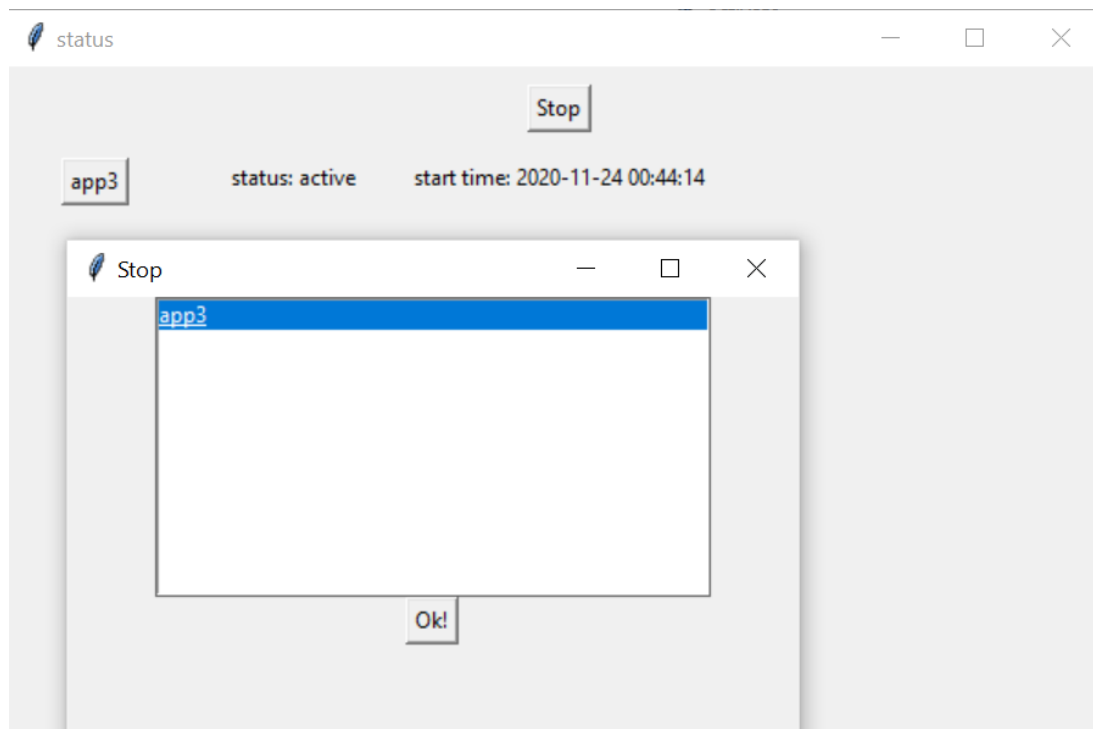 status
Stop
app3 status: active start time: 2020-11-24 00:44:14
Stop
app3
Ok!